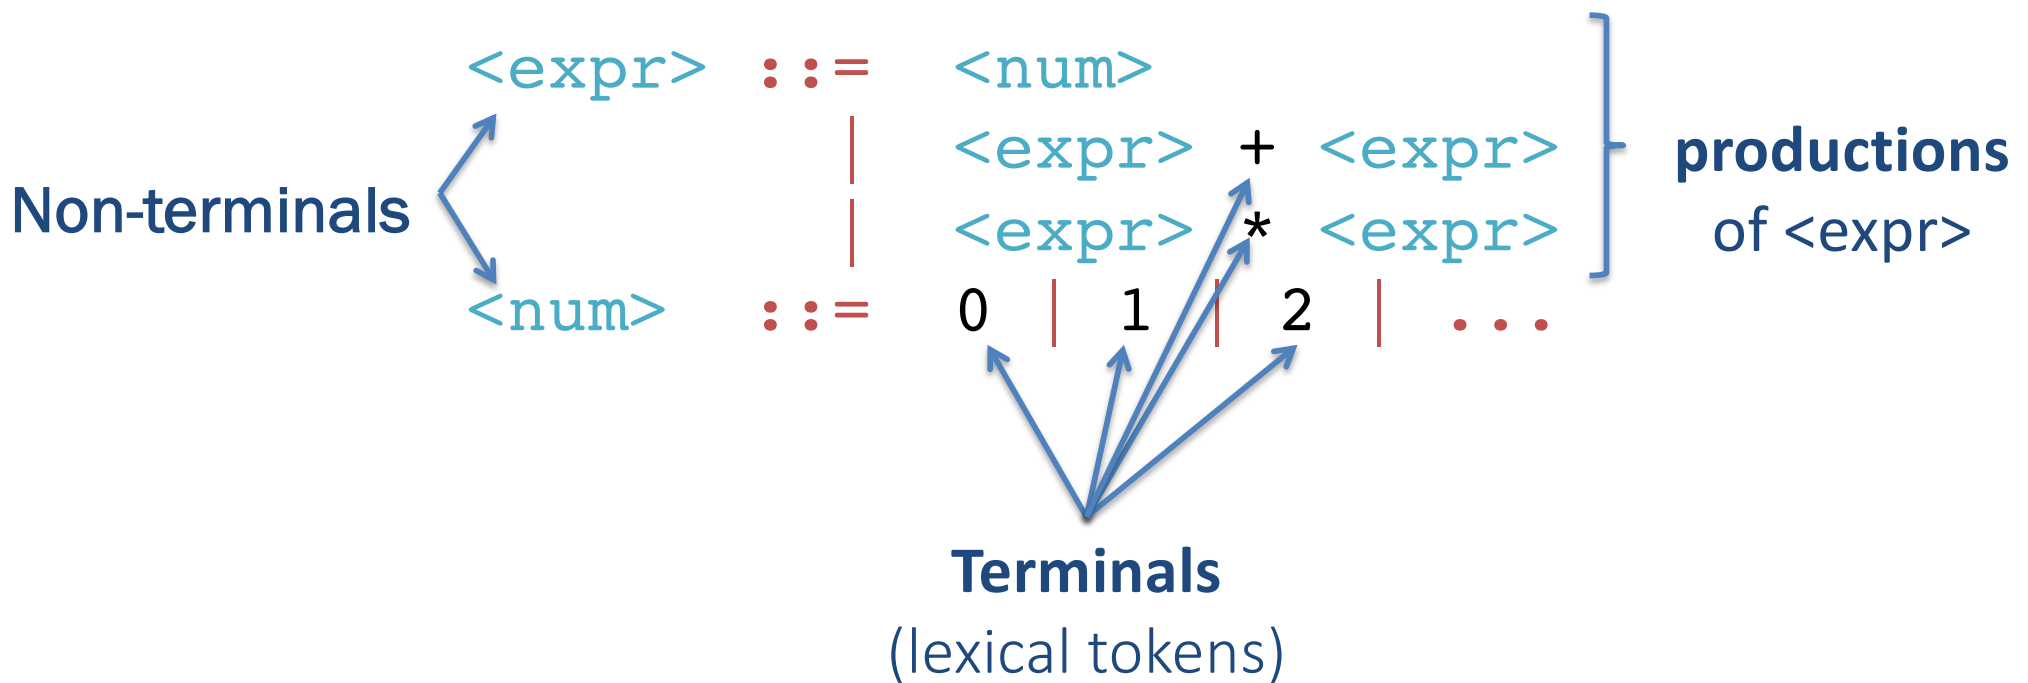 <expr> ::= <num>
| <expr> + <expr>
| <expr> * <expr>
<num> ::= 0 | 1 | 2 | ...
Non-terminals
productions
of <expr>
Terminals
(lexical tokens)